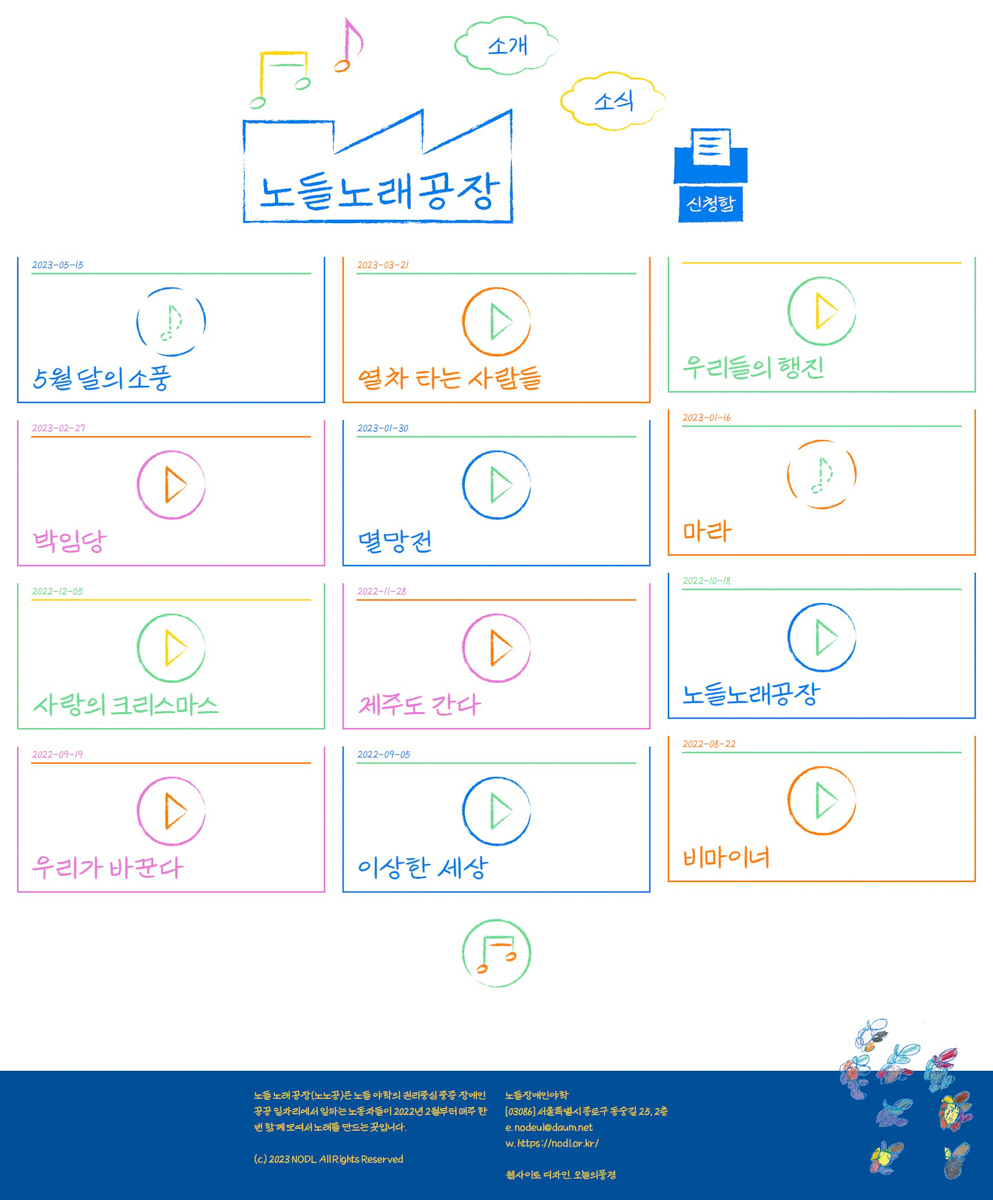 소개
소식
노들노래공장
신청함
2023-05-15
5월 달의 소풍
2023-03-21
열차 타는 사람들
우리들의 행진
2023-02-27
박임당
2023-01-30
멸망전
2023-01-16
마라
2022-12-05
사랑의 크리스마스
2022-11-28
제주도 간다
2022-10-18
노들노래공장
2022-09-19
우리가 바꾼다
2022-09-05
이상한 세상
2022-08-22
비마이너
노들 노래공장(노노공)은 노들 야학의 권리중심 중증 장애인
공공 일자리에서 일하는 노동자들이 2022년 2월부터 매주 한
번 함께 모여서 노래를 만드는 곳입니다.
(c) 2023 NODL. All Rights Reserved
노들장애인야학
[03086] 서울특별시 종로구 동숭길 25, 2층
e. nodeul@daum.net
w. https://nodl.or.kr/
웹사이트 디자인. 오늘의풍경